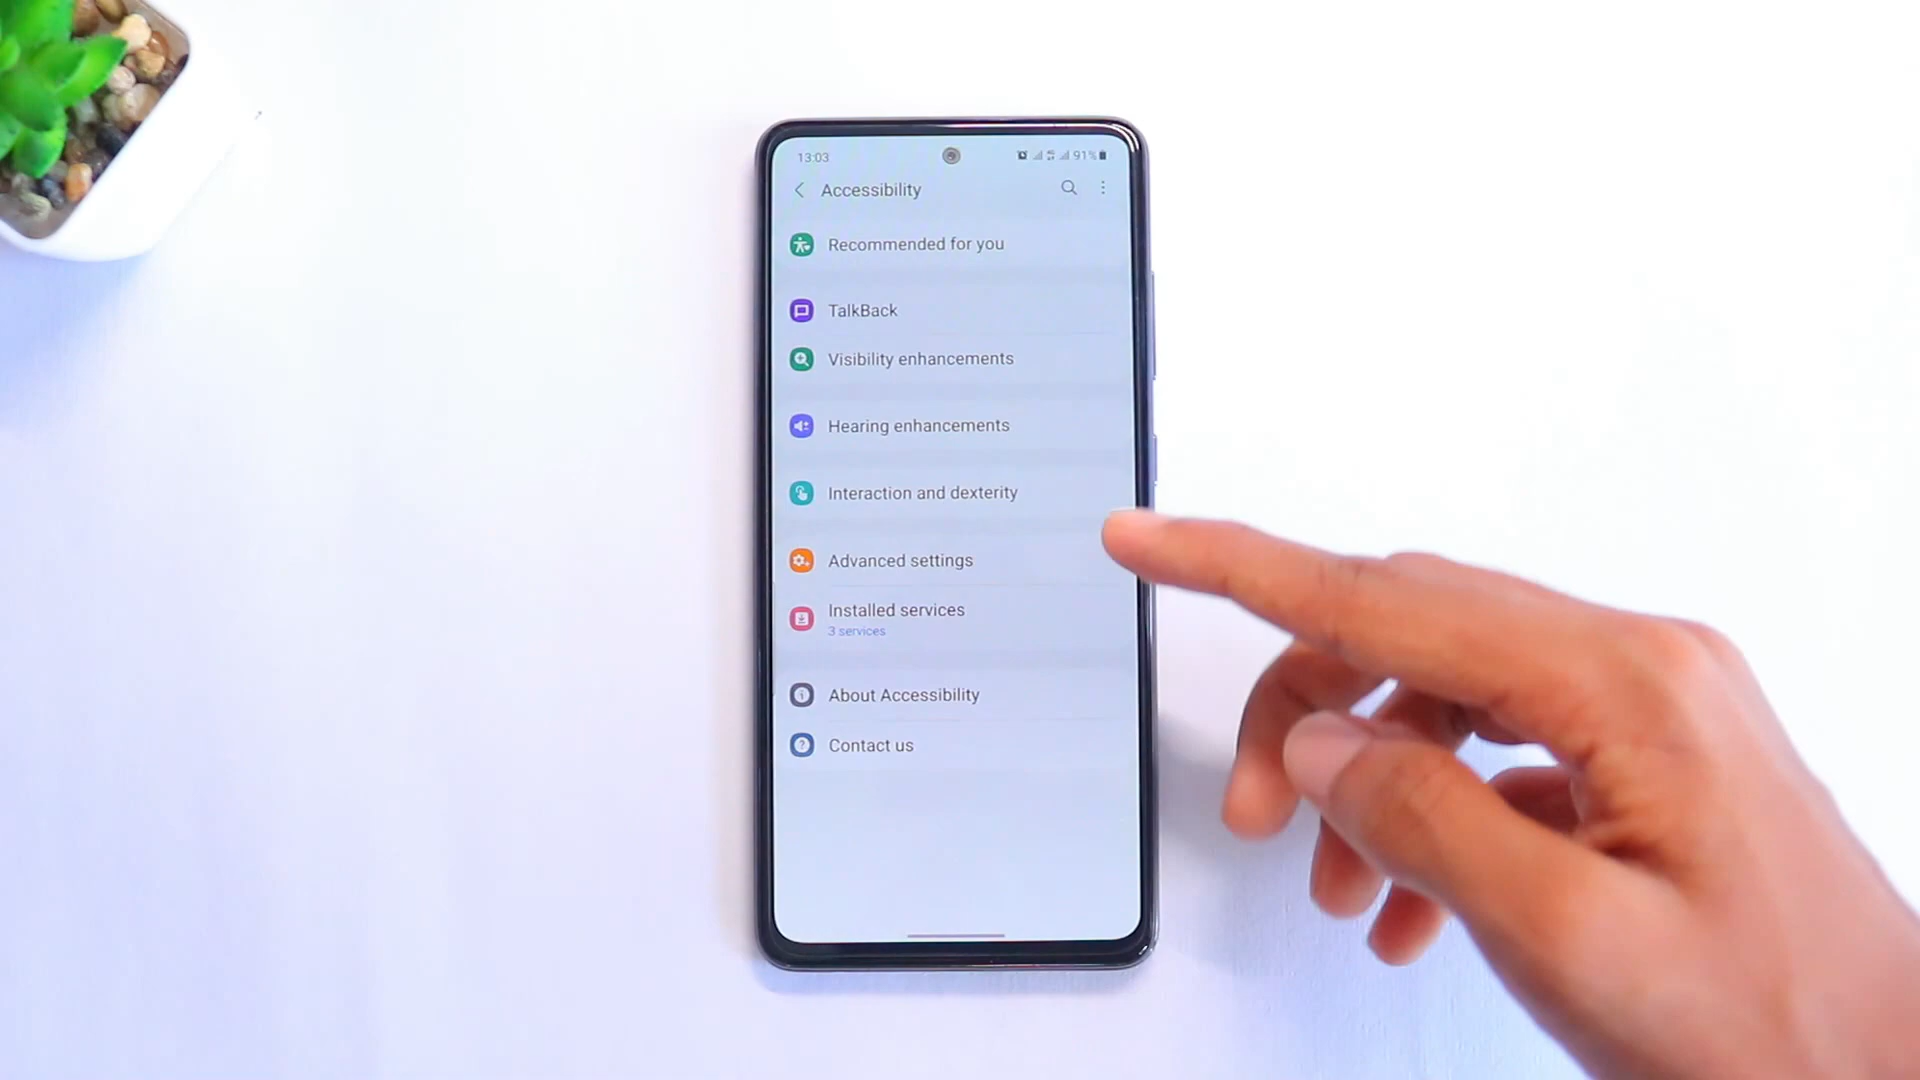 13:03
91%
Accessibility
Recommended for you
TalkBack
Visibility enhancements
Hearing enhancements
Interaction and dexterity
Advanced settings
Installed services
3 services
About Accessibility
Contact us